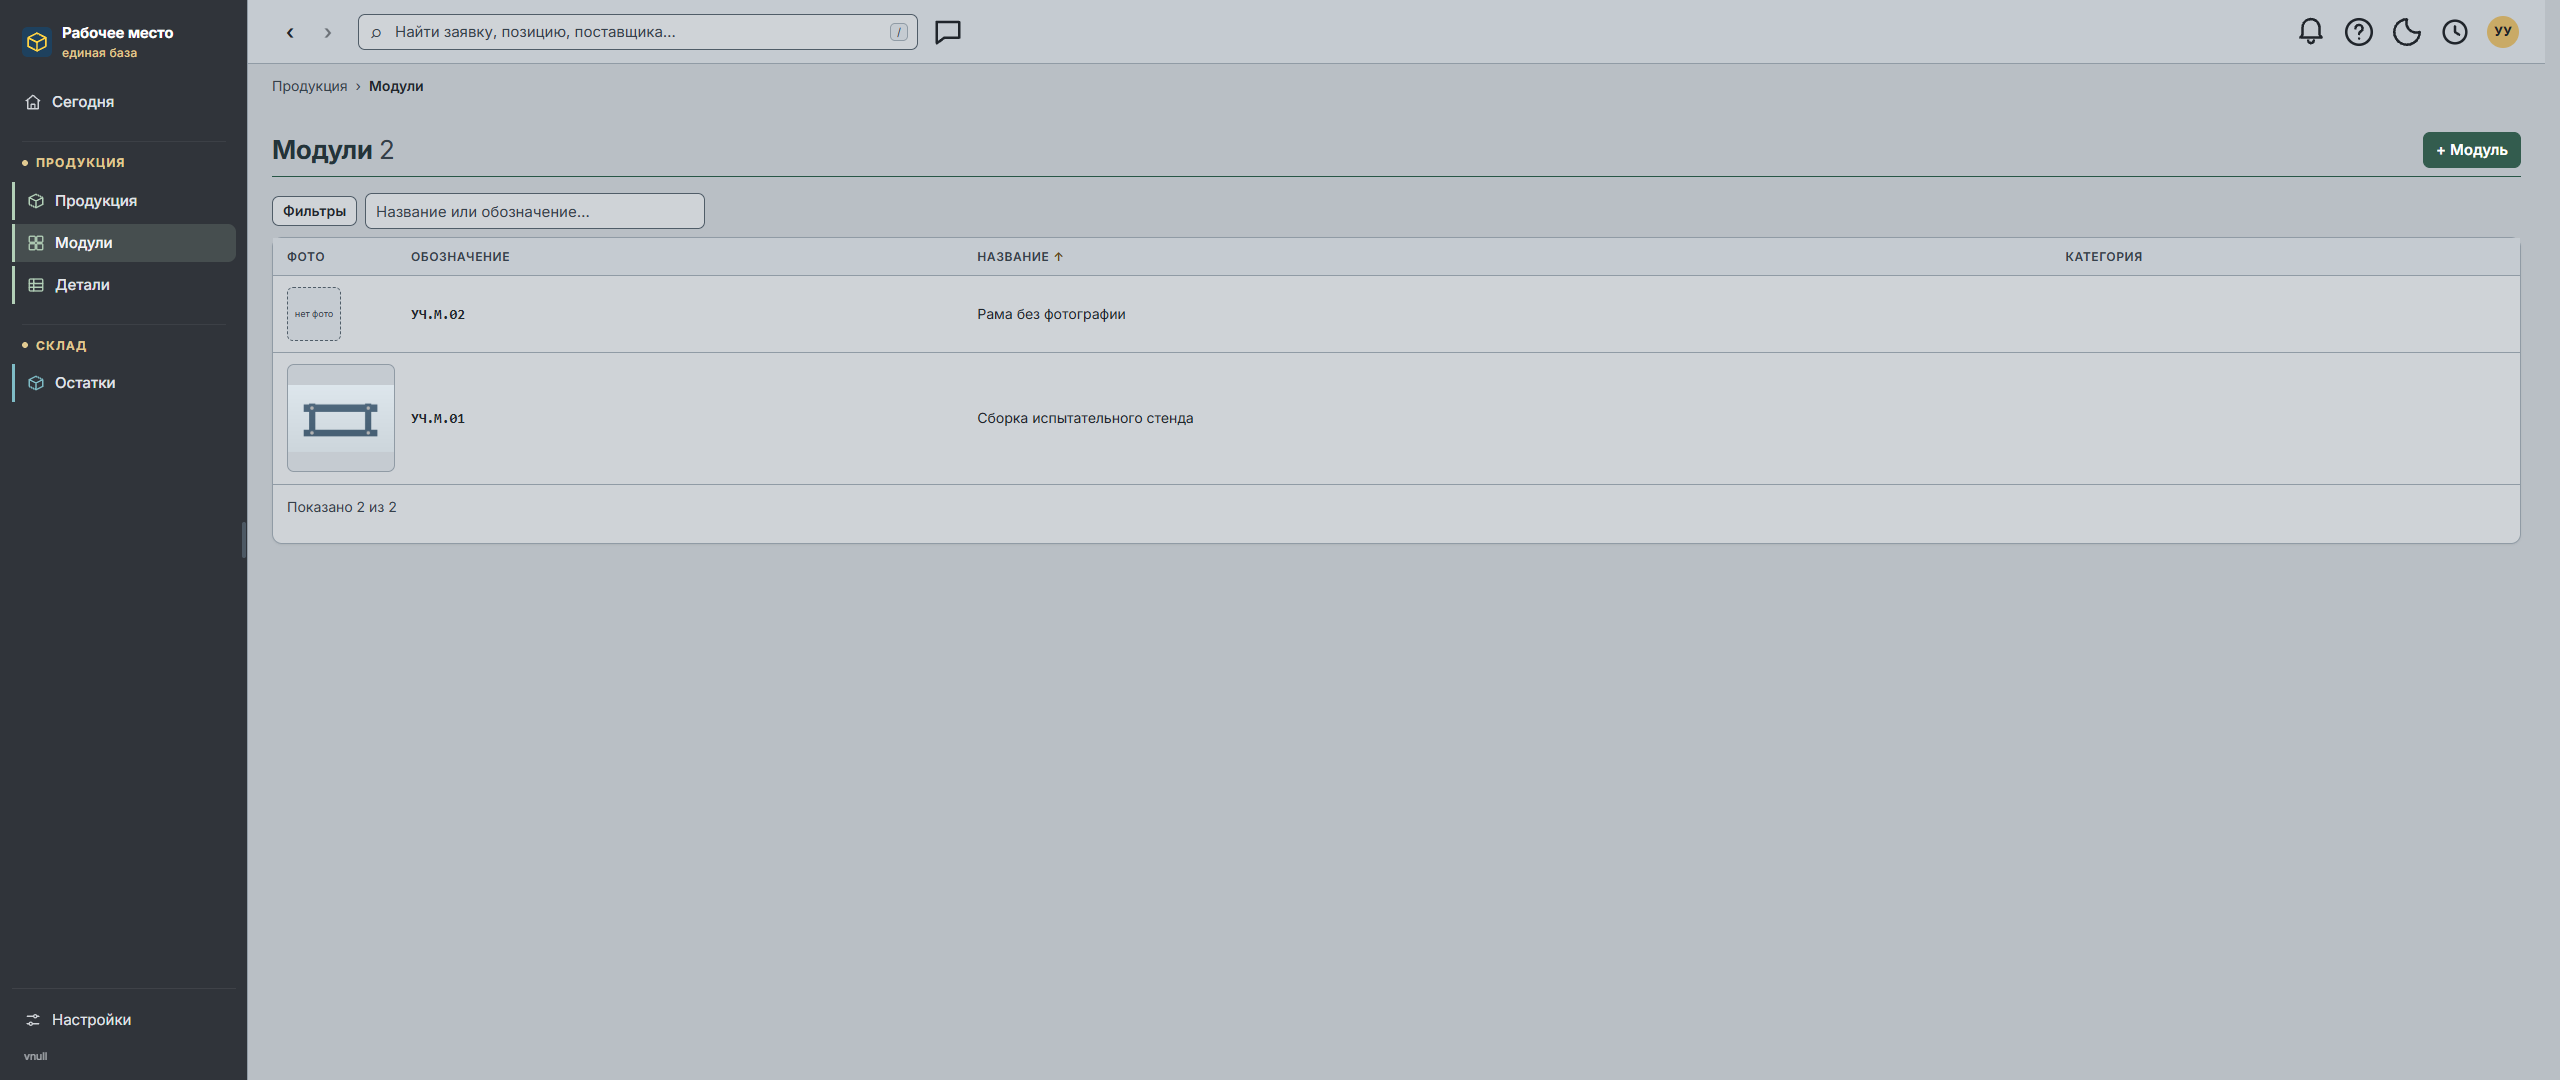 Рабочее место
единая база
Сегодня
ПРОДУКЦИЯ
Продукция
Модули
Детали
СКЛАД
Остатки
Настройки
vnull
Найти заявку, позицию, поставщика...
/
УУ
Продукция › Модули
Модули 2
+ Модуль
Фильтры
Название или обозначение...
ФОТО ОБОЗНАЧЕНИЕ НАЗВАНИЕ ↑ КАТЕГОРИЯ
нет фото УЧ.М.02 Рама без фотографии
УЧ.М.01 Сборка испытательного стенда
Показано 2 из 2